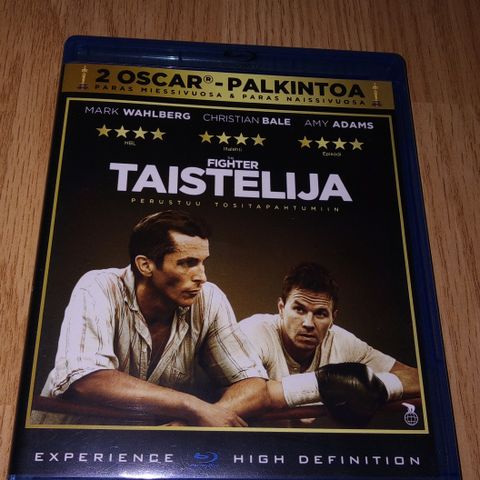 2 OSCAR®-PALKINTOA
PARAS MIESSIVUOSA & PARAS NAISSIVUOSA
MARK WAHLBERG CHRISTIAN BALE AMY ADAMS
★★★★ ★★★★ ★★★★
HBL Episodi
THE
FIGHTER
TAISTELIJA
PERUSTUU TOSITAPAHTUMIIN
EXPERIENCE HIGH DEFINITION